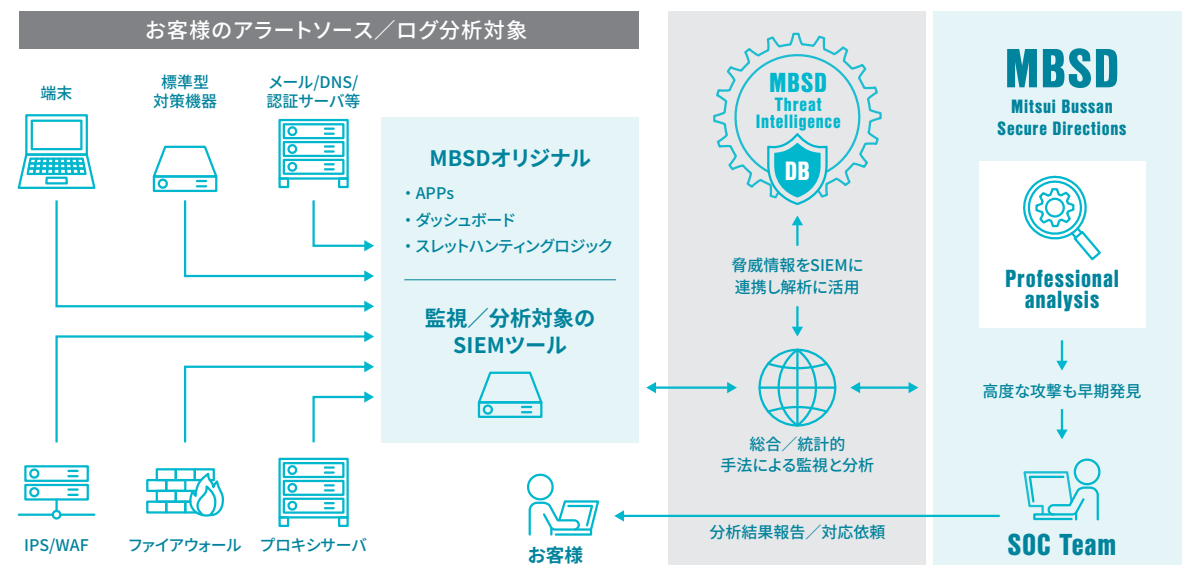 お客様のアラートソース／ログ分析対象
端末
標準型
対策機器
メール/DNS/
認証サーバ等
MBSDオリジナル
・APPs
・ダッシュボード
・スレットハンティングロジック
監視／分析対象の
SIEMツール
IPS/WAF
ファイアウォール
プロキシサーバ
お客様
MBSD
Threat
Intelligence
DB
脅威情報をSIEMに
連携し解析に活用
総合／統計的
手法による監視と分析
分析結果報告／対応依頼
MBSD
Mitsui Bussan
Secure Directions
Professional
analysis
高度な攻撃も早期発見
SOC Team